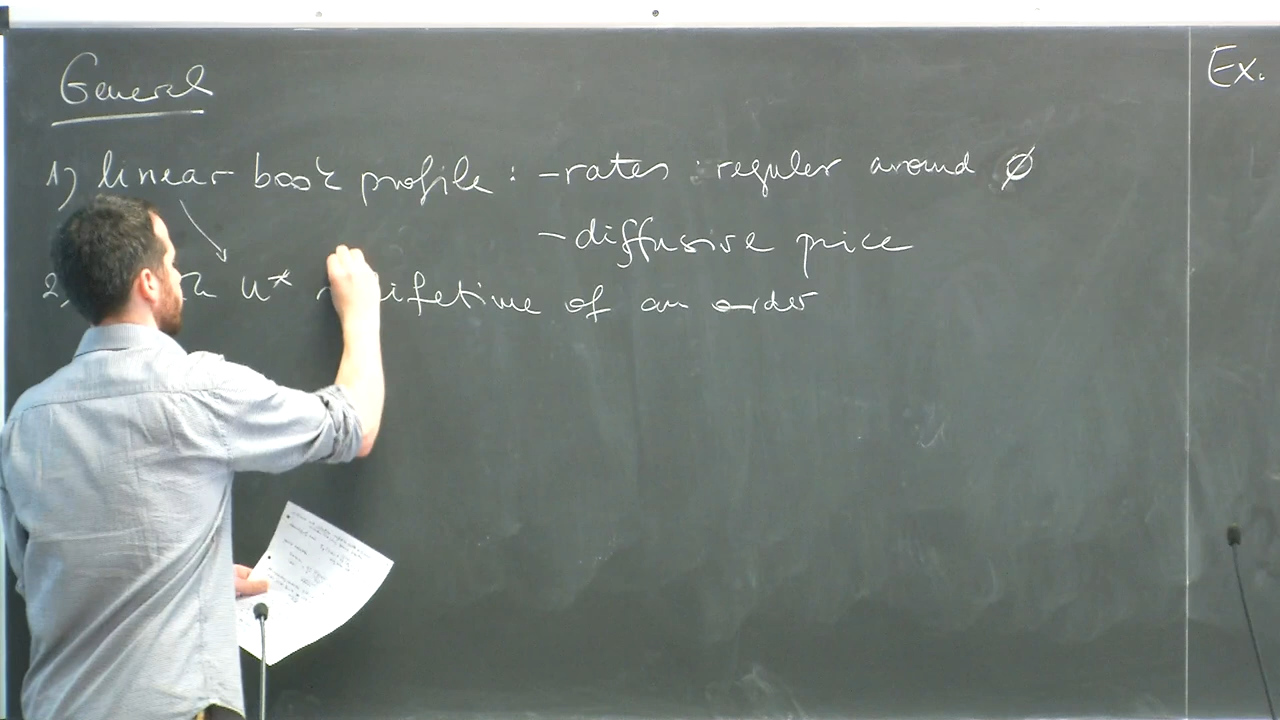 General
Ex.
1) linear book profile : - rates : regular around ∅
- diffusive price
2) u* lifetime of an order